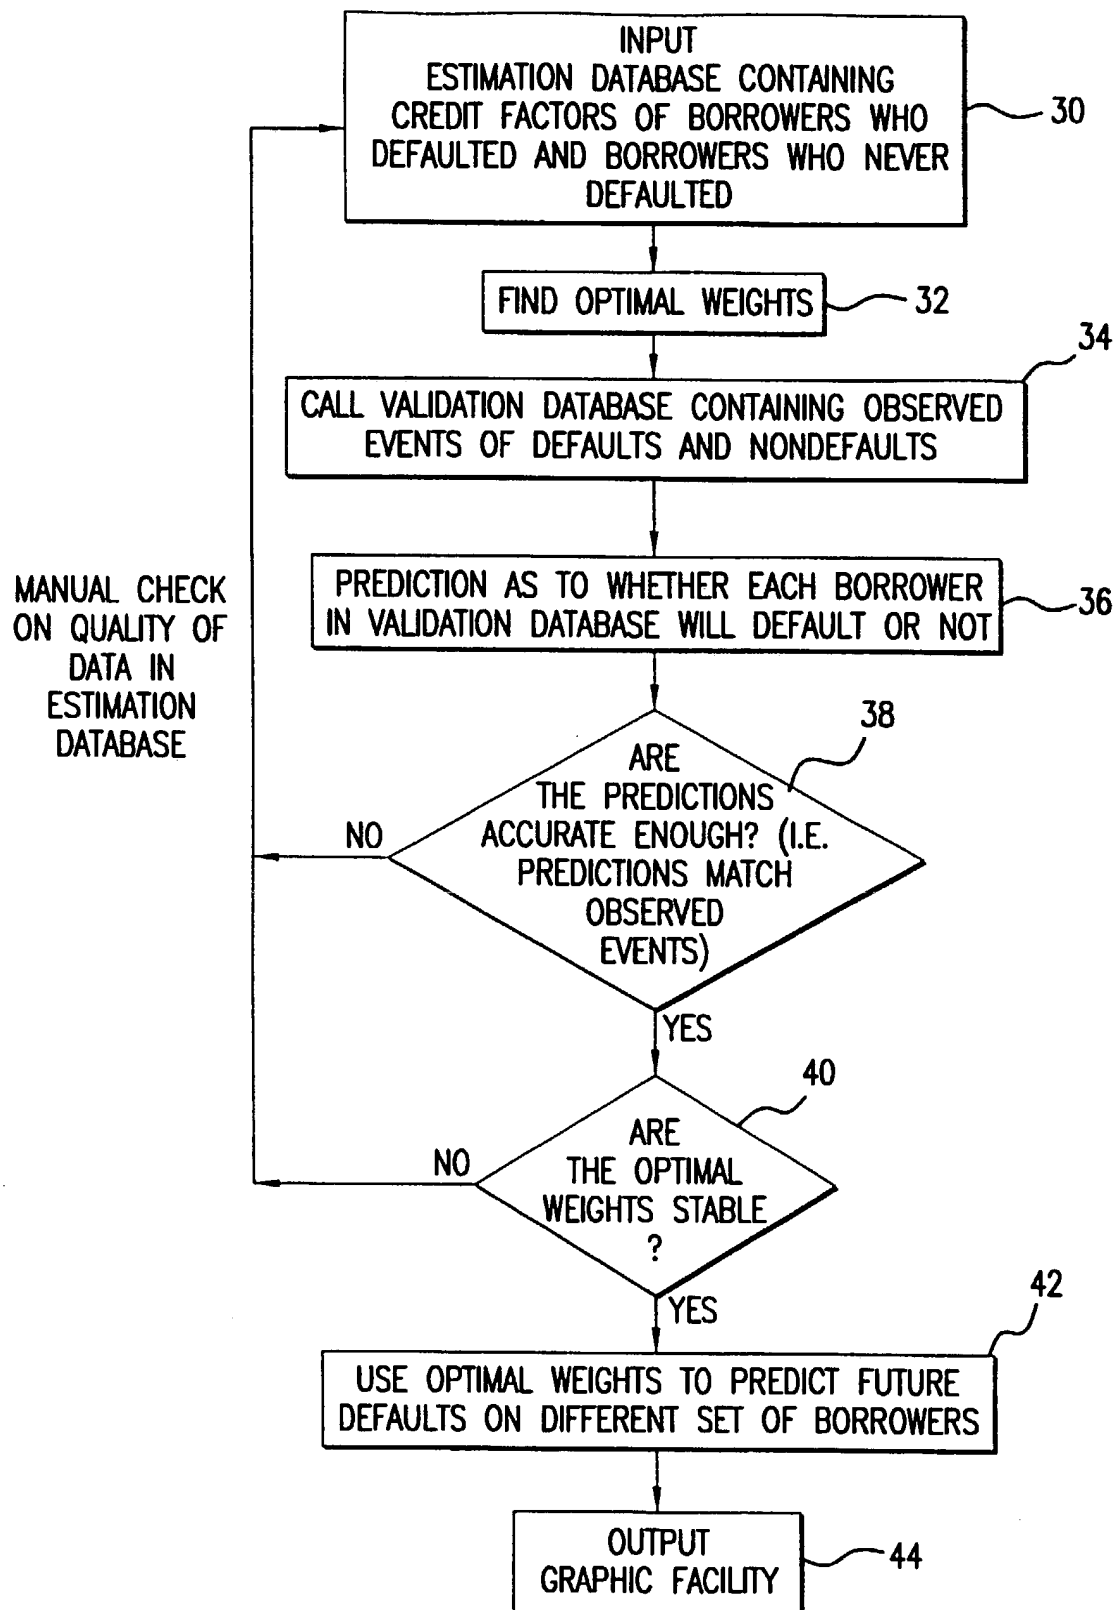 INPUT
ESTIMATION DATABASE CONTAINING
CREDIT FACTORS OF BORROWERS WHO
DEFAULTED AND BORROWERS WHO NEVER
DEFAULTED
30
FIND OPTIMAL WEIGHTS
32
34
CALL VALIDATION DATABASE CONTAINING OBSERVED
EVENTS OF DEFAULTS AND NONDEFAULTS
PREDICTION AS TO WHETHER EACH BORROWER
IN VALIDATION DATABASE WILL DEFAULT OR NOT
36
MANUAL CHECK
ON QUALITY OF
DATA IN
ESTIMATION
DATABASE
38
ARE
THE PREDICTIONS
ACCURATE ENOUGH? (I.E.
PREDICTIONS MATCH
OBSERVED
EVENTS)
NO
YES
40
ARE
THE OPTIMAL
WEIGHTS STABLE
?
NO
YES
42
USE OPTIMAL WEIGHTS TO PREDICT FUTURE
DEFAULTS ON DIFFERENT SET OF BORROWERS
OUTPUT
GRAPHIC FACILITY
44